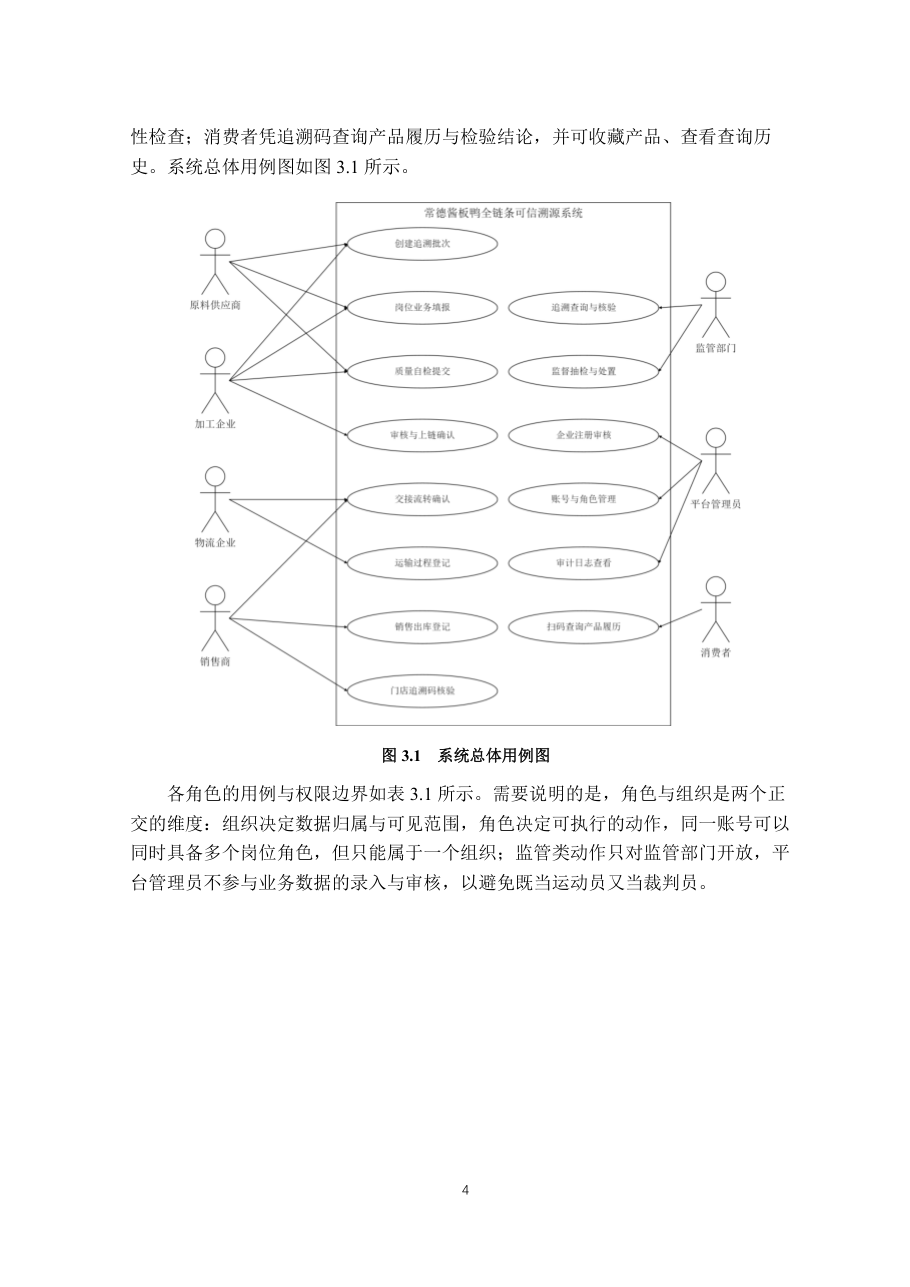 性检查；消费者凭追溯码查询产品履历与检验结论，并可收藏产品、查看查询历
史。系统总体用例图如图 3.1 所示。
常德酱板鸭全链条可信溯源系统
创建追溯批次
原料供应商
岗位业务填报
追溯查询与核验
监管部门
质量自检提交
监督抽检与处置
加工企业
审核与上链确认
企业注册审核
交接流转确认
账号与角色管理
平台管理员
物流企业
运输过程登记
审计日志查看
销售出库登记
扫码查询产品履历
消费者
销售商
门店追溯码核验
图 3.1 系统总体用例图
各角色的用例与权限边界如表 3.1 所示。需要说明的是，角色与组织是两个正
交的维度：组织决定数据归属与可见范围，角色决定可执行的动作，同一账号可以
同时具备多个岗位角色，但只能属于一个组织；监管类动作只对监管部门开放，平
台管理员不参与业务数据的录入与审核，以避免既当运动员又当裁判员。
4